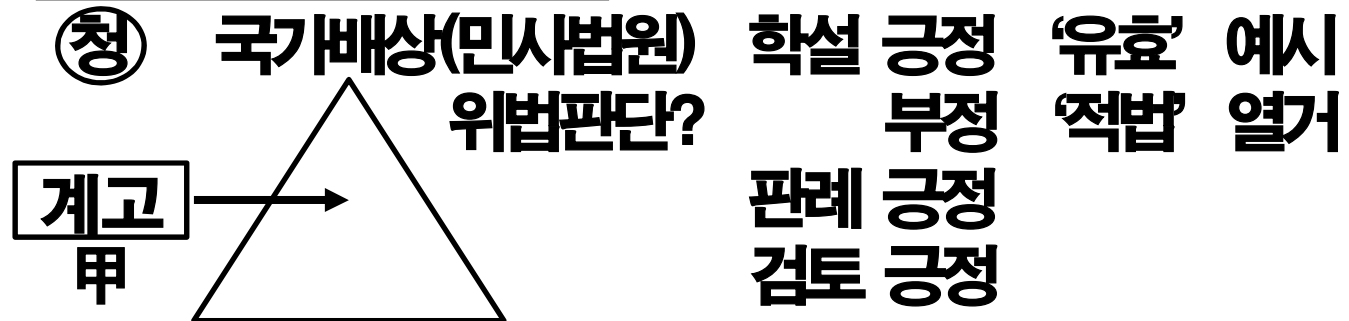 청 국가배상(민사법원) 학설 긍정 ‘유효’ 예시
위법판단? 부정 ‘적법’ 열거
계고 판례 긍정
甲 검토 긍정